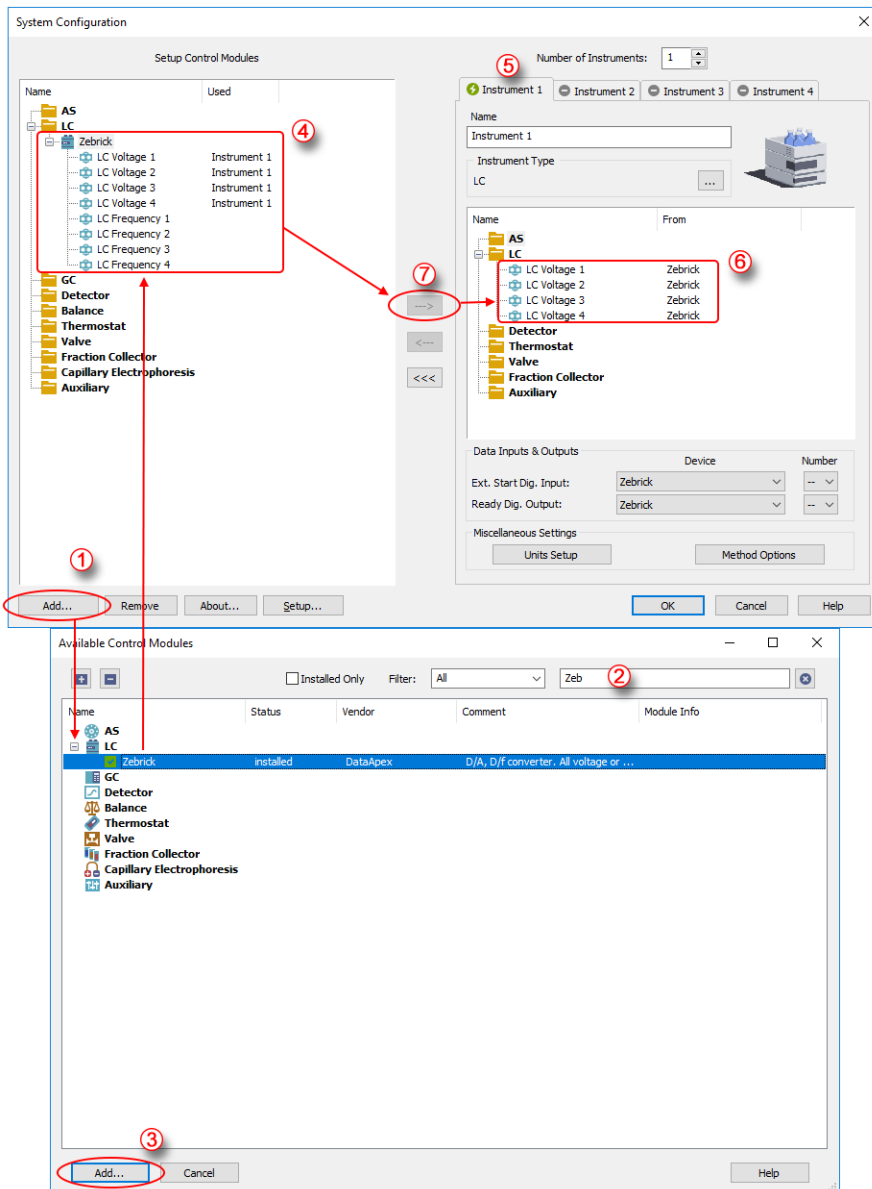 System Configuration
Setup Control Modules
Number of Instruments: 1
⑤
Instrument 1 Instrument 2 Instrument 3 Instrument 4
Name Used
AS
LC
④
Zebrick
LC Voltage 1 Instrument 1
LC Voltage 2 Instrument 1
LC Voltage 3 Instrument 1
LC Voltage 4 Instrument 1
LC Frequency 1
LC Frequency 2
LC Frequency 3
LC Frequency 4
GC
Detector
Balance
Thermostat
Valve
Fraction Collector
Capillary Electrophoresis
Auxiliary
⑦
--->
<---
<<<
Name
Instrument 1
Instrument Type
LC ...
Name From
AS
LC
⑥
LC Voltage 1 Zebrick
LC Voltage 2 Zebrick
LC Voltage 3 Zebrick
LC Voltage 4 Zebrick
Detector
Thermostat
Valve
Fraction Collector
Auxiliary
Data Inputs & Outputs
Device Number
Ext. Start Dig. Input: Zebrick --
Ready Dig. Output: Zebrick --
Miscellaneous Settings
Units Setup Method Options
①
Add... Remove About... Setup... OK Cancel Help
Available Control Modules
Installed Only Filter: All Zeb ②
Name Status Vendor Comment Module Info
AS
LC
Zebrick installed DataApex D/A, D/f converter. All voltage or ...
GC
Detector
Balance
Thermostat
Valve
Fraction Collector
Capillary Electrophoresis
Auxiliary
③
Add... Cancel Help